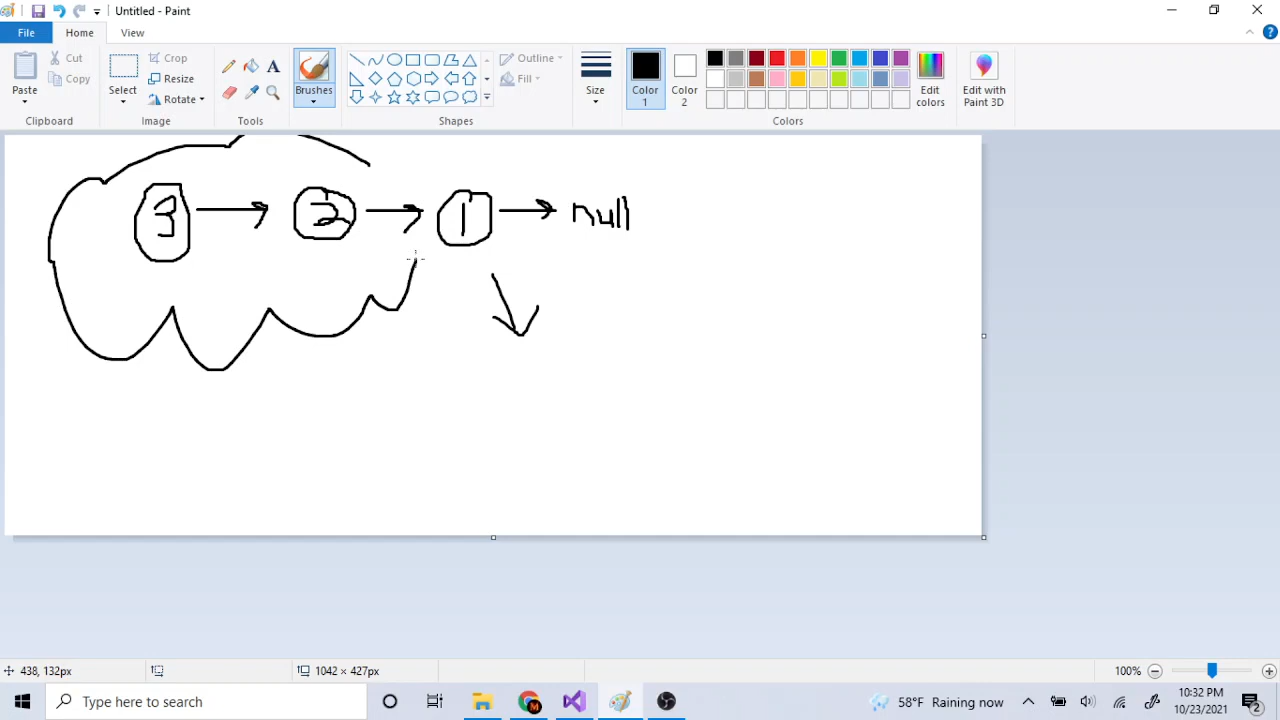 Untitled - Paint
File Home View
Paste Cut Copy Clipboard
Select Crop Resize Rotate Image
A Tools
Brushes
Outline Fill Shapes
Size
Color 1 Color 2 Edit colors Colors
Edit with Paint 3D
3 2 1 null
438, 132px 1042 × 427px 100%
Type here to search M 58°F Raining now 10:32 PM 10/23/2021 2